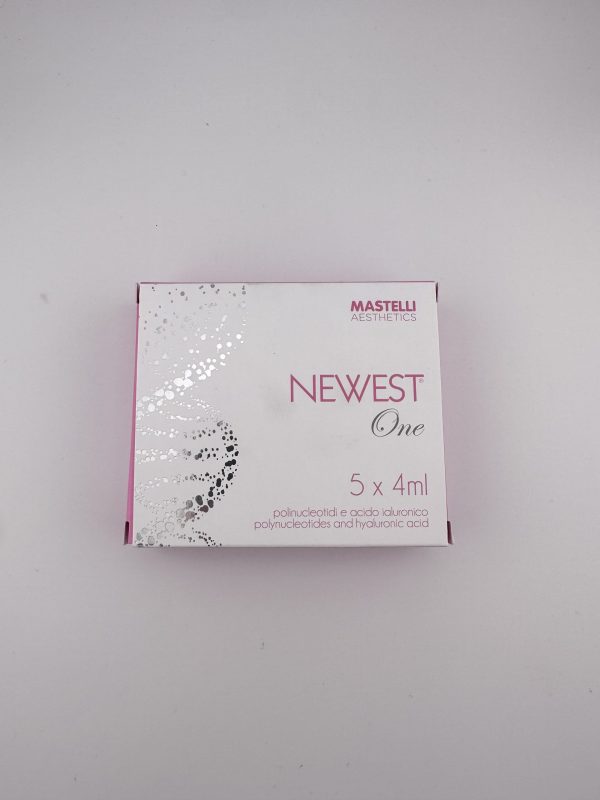 MASTELLI
AESTHETICS
NEWEST®
One
5 x 4ml
polinucleotidi e acido ialuronico
polynucleotides and hyaluronic acid